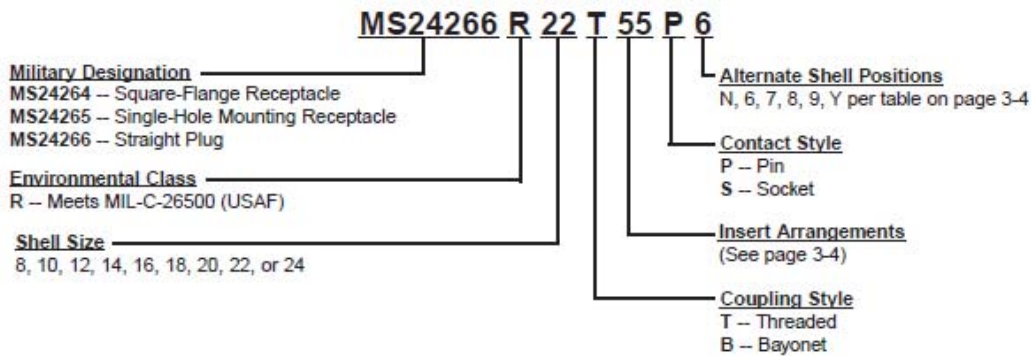 MS24266 R 22 T 55 P 6
Military Designation
MS24264 -- Square-Flange Receptacle
MS24265 -- Single-Hole Mounting Receptacle
MS24266 -- Straight Plug
Environmental Class
R -- Meets MIL-C-26500 (USAF)
Shell Size
8, 10, 12, 14, 16, 18, 20, 22, or 24
Alternate Shell Positions
N, 6, 7, 8, 9, Y per table on page 3-4
Contact Style
P -- Pin
S -- Socket
Insert Arrangements
(See page 3-4)
Coupling Style
T -- Threaded
B -- Bayonet